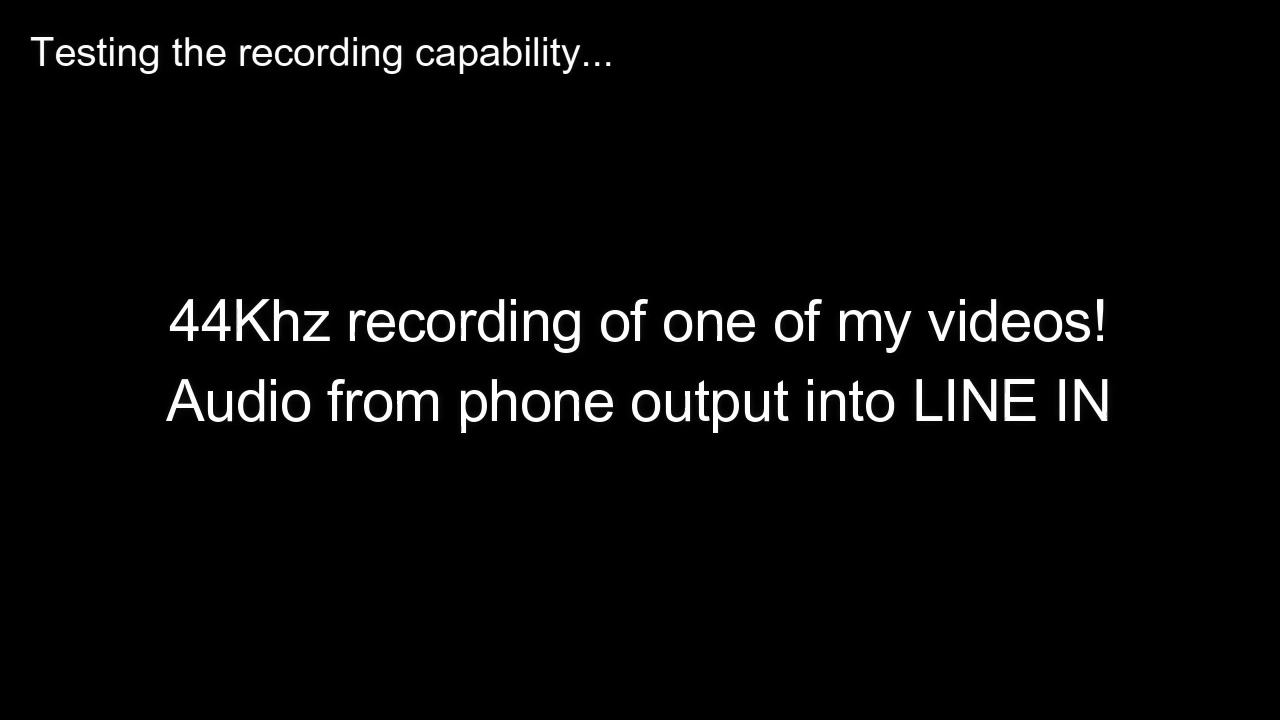 Testing the recording capability...
44Khz recording of one of my videos!
Audio from phone output into LINE IN